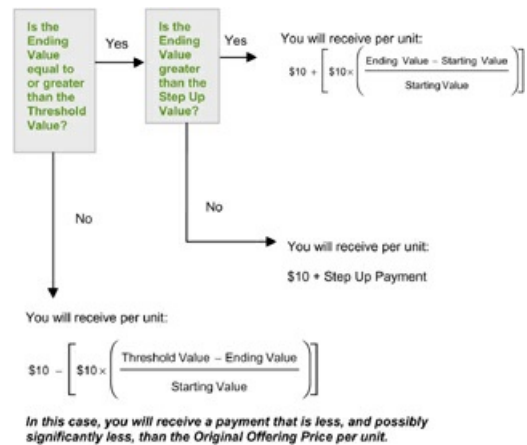 Is the
Ending
Value
equal to
or greater
than the
Threshold
Value?
Yes
Is the
Ending
Value
greater
than the
Step Up
Value?
Yes
You will receive per unit:
$10 + [ $10 × ( Ending Value – Starting Value
Starting Value ) ]
No
No
You will receive per unit:
$10 + Step Up Payment
You will receive per unit:
$10 – [ $10 × ( Threshold Value – Ending Value
Starting Value ) ]
In this case, you will receive a payment that is less, and possibly
significantly less, than the Original Offering Price per unit.